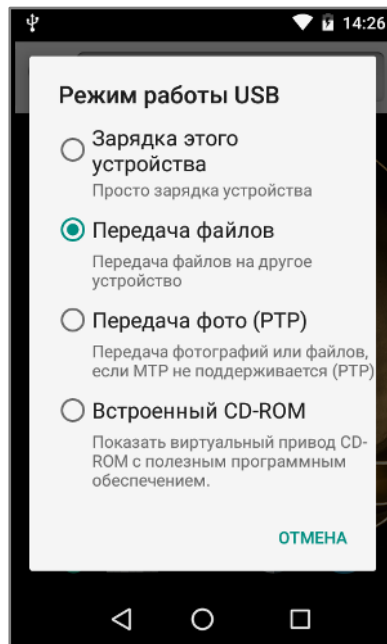 14:26
Режим работы USB
Зарядка этого
устройства
Просто зарядка устройства
Передача файлов
Передача файлов на другое
устройство
Передача фото (PTP)
Передача фотографий или файлов,
если MTP не поддерживается (PTP)
Встроенный CD-ROM
Показать виртуальный привод CD-
ROM с полезным программным
обеспечением.
ОТМЕНА